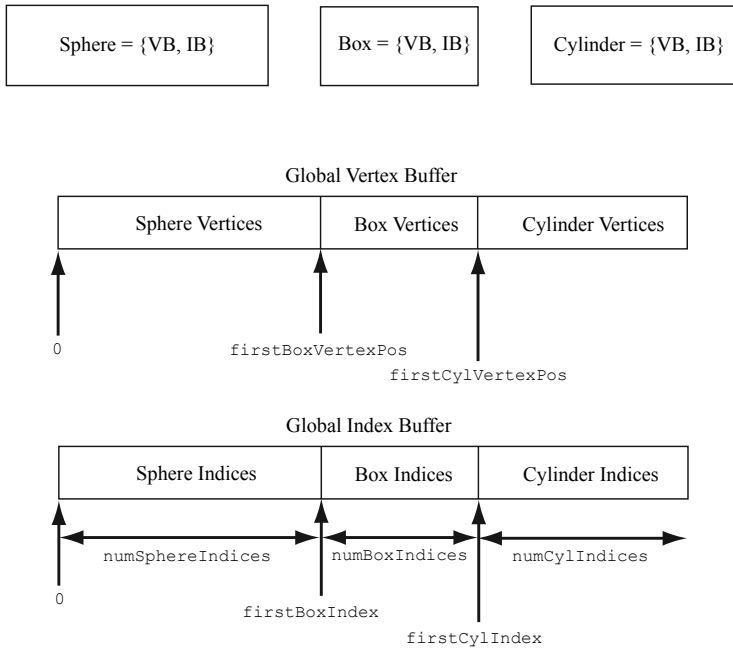 Sphere = {VB, IB}
Box = {VB, IB}
Cylinder = {VB, IB}
Global Vertex Buffer
Sphere Vertices
Box Vertices
Cylinder Vertices
0
firstBoxVertexPos
firstCylVertexPos
Global Index Buffer
Sphere Indices
Box Indices
Cylinder Indices
numSphereIndices
numBoxIndices
numCylIndices
0
firstBoxIndex
firstCylIndex